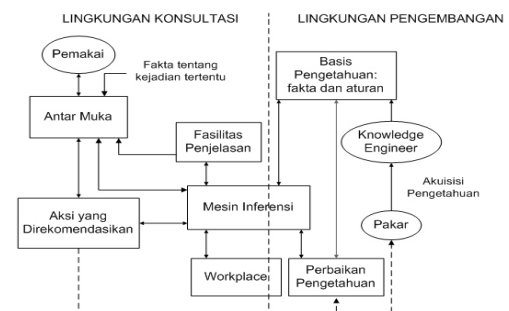 LINGKUNGAN KONSULTASI
LINGKUNGAN PENGEMBANGAN
Pemakai
Fakta tentang
kejadian tertentu
Antar Muka
Fasilitas
Penjelasan
Basis
Pengetahuan:
fakta dan aturan
Knowledge
Engineer
Akuisisi
Pengetahuan
Aksi yang
Direkomendasikan
Mesin Inferensi
Pakar
Workplace
Perbaikan
Pengetahuan